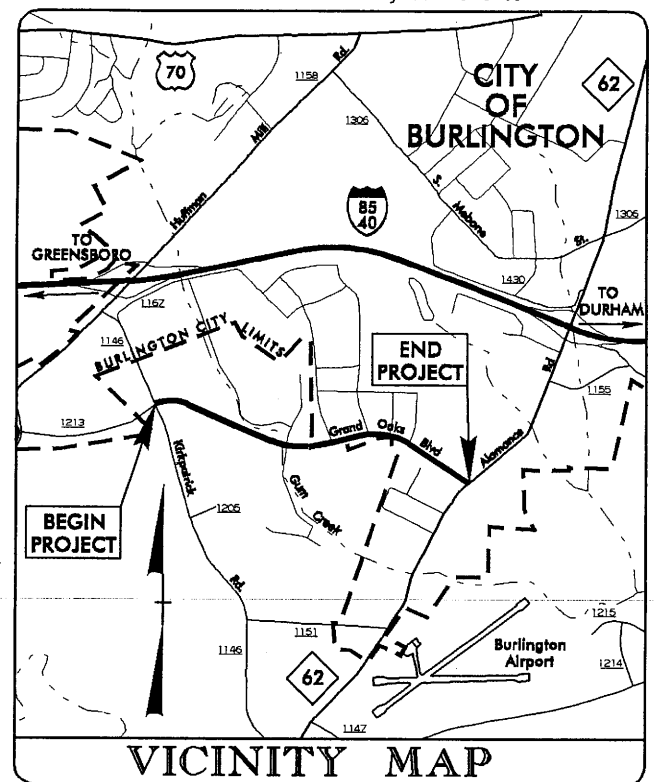 70
1158
Rd.
CITY
OF
BURLINGTON
62
1306
Mill
Huffman
S.
Mebane
St.
1306
85
40
TO
GREENSBORO
1430
TO
DURHAM
1167
1146
BURLINGTON CITY LIMITS
END
PROJECT
Rd
1155
1213
Grand Oaks Blvd
Alamance
Kirkpatrick
BEGIN
PROJECT
1205
Gum
Creek
Rd.
1151
1146
62
1215
Burlington
Airport
1214
1147
VICINITY MAP